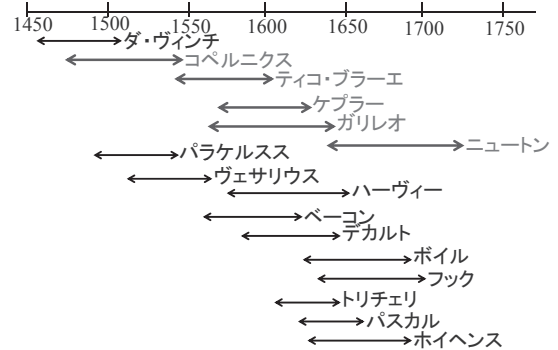 1450 1500 1550 1600 1650 1700 1750
ダ・ヴィンチ
コペルニクス
ティコ・ブラーエ
ケプラー
ガリレオ
ニュートン
パラケルスス
ヴェサリウス
ハーヴィー
ベーコン
デカルト
ボイル
フック
トリチェリ
パスカル
ホイヘンス